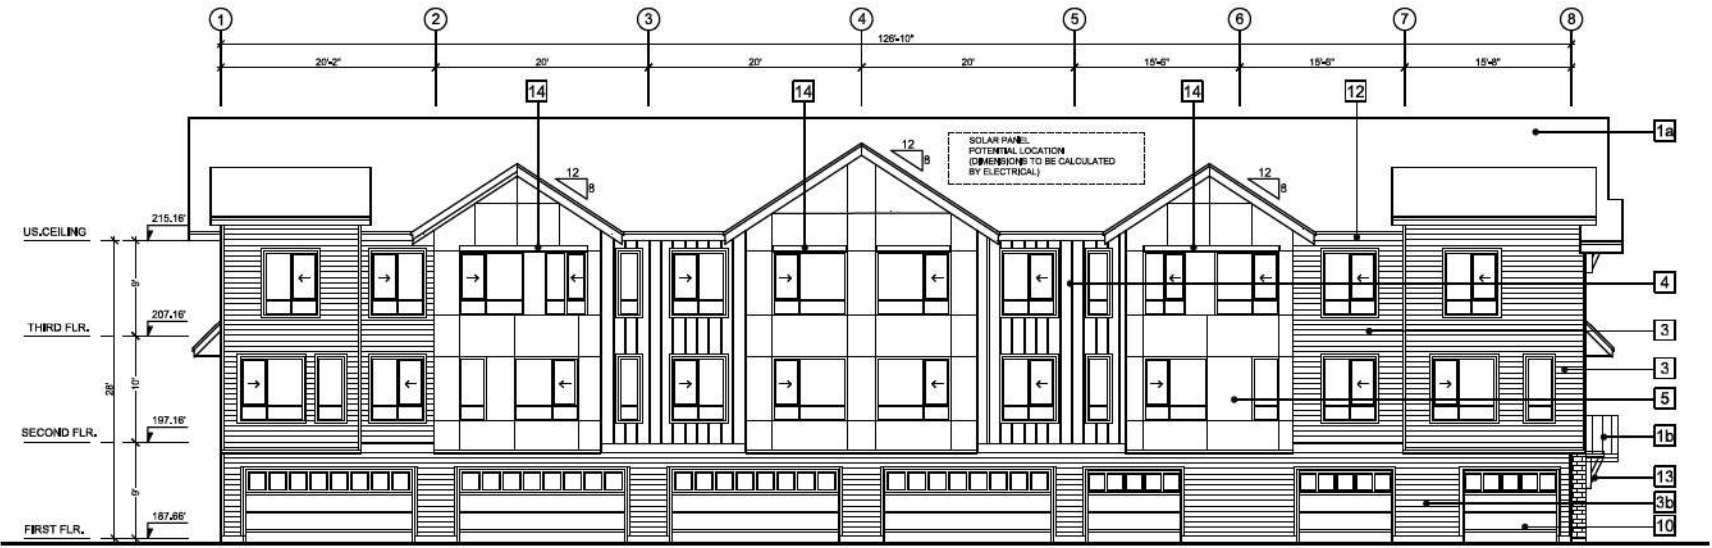 1 2 3 4 5 6 7 8
126'-10"
20'-2" 20' 20' 20' 15'-6" 15'-6" 15'-8"
14 14 14 12
SOLAR PANEL
POTENTIAL LOCATION
(DIMENSIONS TO BE CALCULATED
BY ELECTRICAL)
1a
12
8
12
8
12
8
215.16'
US.CEILING
4
9'
207.16'
THIRD FLR.
3
3
28'
10'
5
197.16'
SECOND FLR.
1b
13
9'
3b
187.66'
FIRST FLR.
10